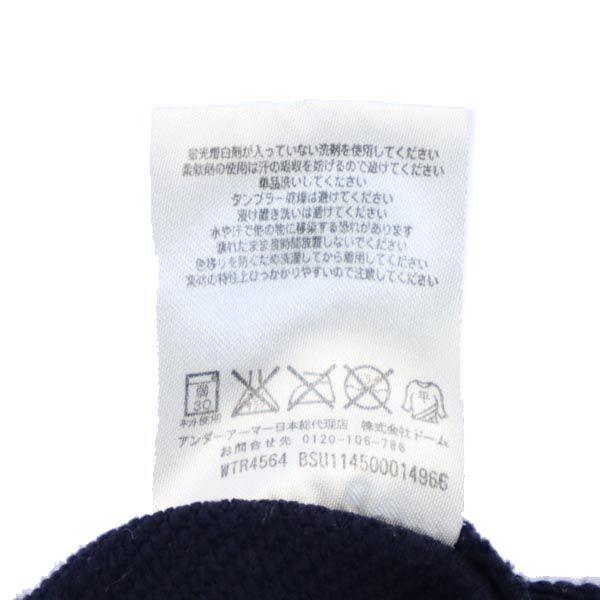 蛍光増白剤が入っていない洗剤を使用してください
柔軟剤の使用は汗の吸収を妨げるので避けてください
単品洗いしてください
タンブラー乾燥は避けてください
浸け置き洗いは避けてください
水や汗で他の物に移染する恐れがあります
濡れたまま長時間放置しないでください
色移りを防ぐため洗濯してから着用してください
素材の特性上ひっかかりやすいので注意してください
弱
30
ネット使用
平
アンダーアーマー日本総代理店 株式会社ドーム
お問合せ先 0120-106-786
WTR4564 BSU114500014966